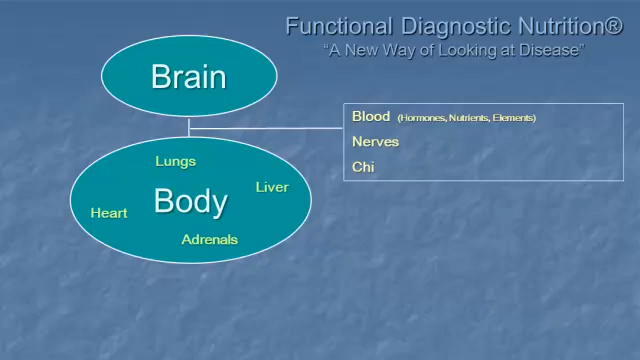 Functional Diagnostic Nutrition®
“A New Way of Looking at Disease”
Brain
Blood (Hormones, Nutrients, Elements)
Nerves
Chi
Lungs
Liver
Body
Heart
Adrenals